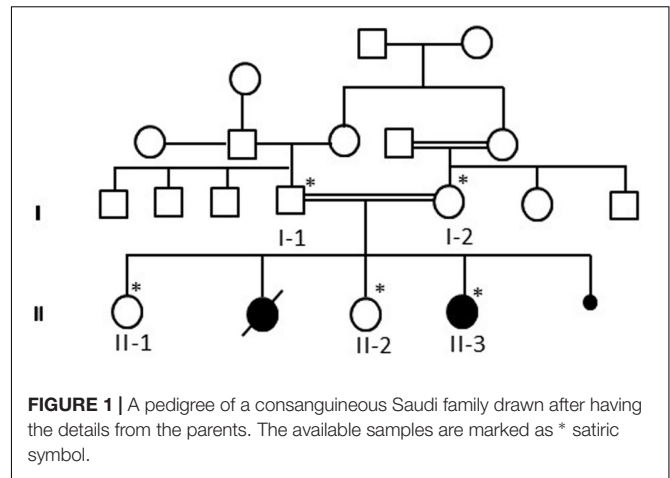 * *
I
I-1 I-2
* * *
II
II-1 II-2 II-3
FIGURE 1 | A pedigree of a consanguineous Saudi family drawn after having
the details from the parents. The available samples are marked as * satiric
symbol.